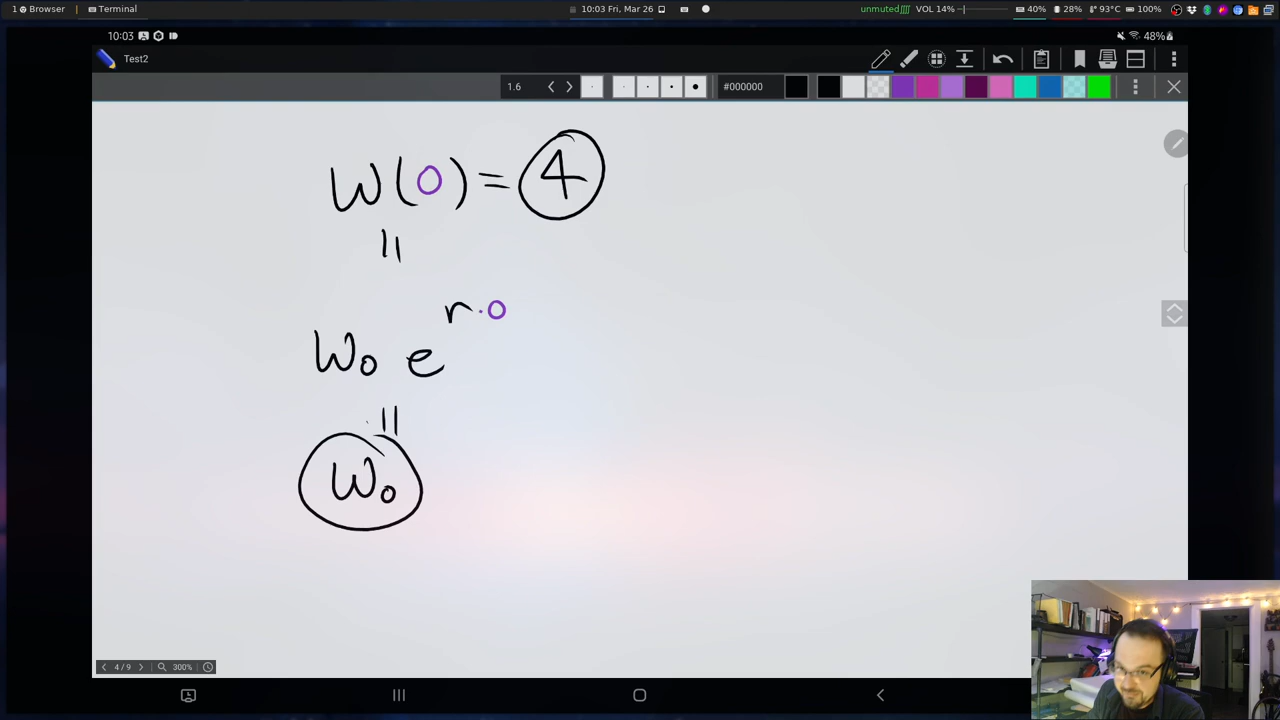 1 Browser Terminal 10:03 Fri, Mar 26 unmuted VOL 14% 40% 28% 93°C 100%
10:03 48%
Test2
1.6 #000000
W(0) = 4
=
W₀ e^(r·0)
=
W₀
4/9 300%